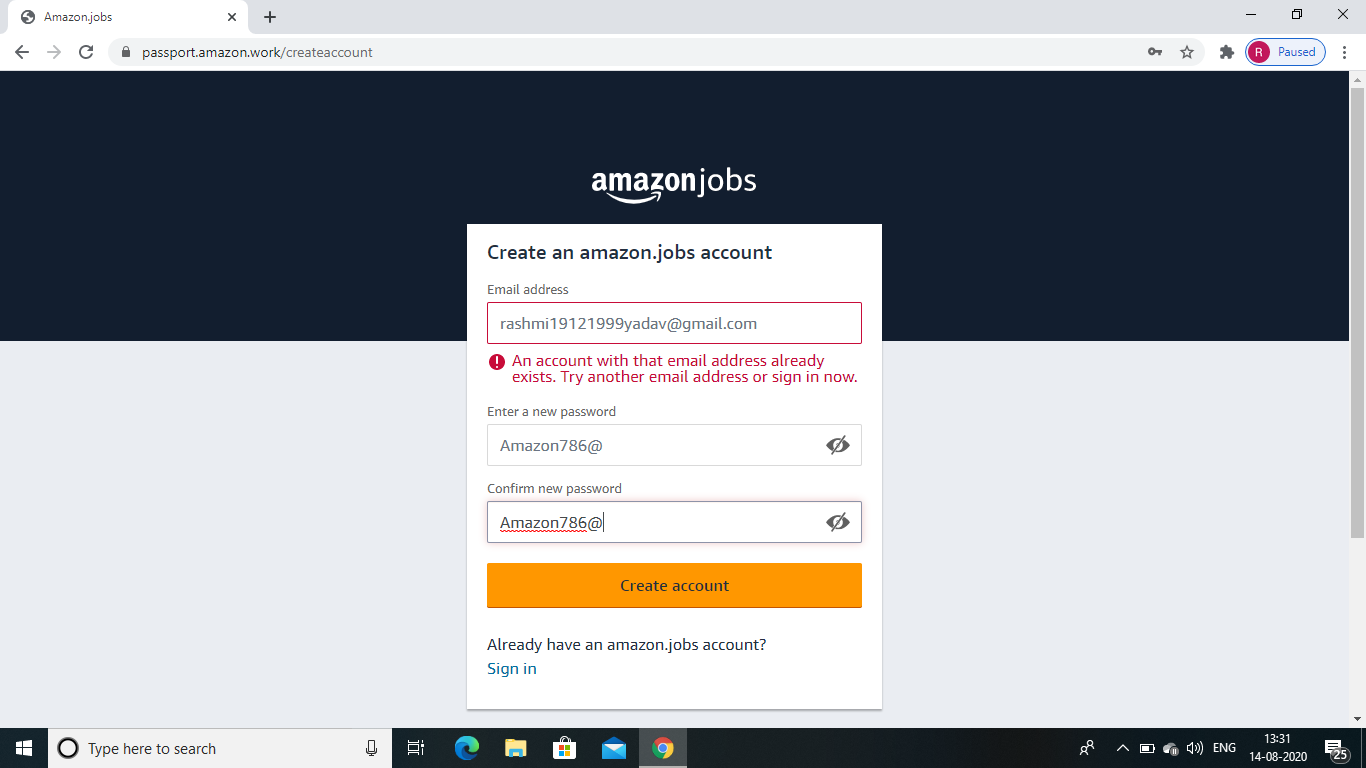 Amazon.jobs
passport.amazon.work/createaccount
R Paused
amazon jobs
Create an amazon.jobs account
Email address
rashmi19121999yadav@gmail.com
An account with that email address already
exists. Try another email address or sign in now.
Enter a new password
Amazon786@
Confirm new password
Amazon786@
Create account
Already have an amazon.jobs account?
Sign in
Type here to search
ENG
13:31
14-08-2020
25